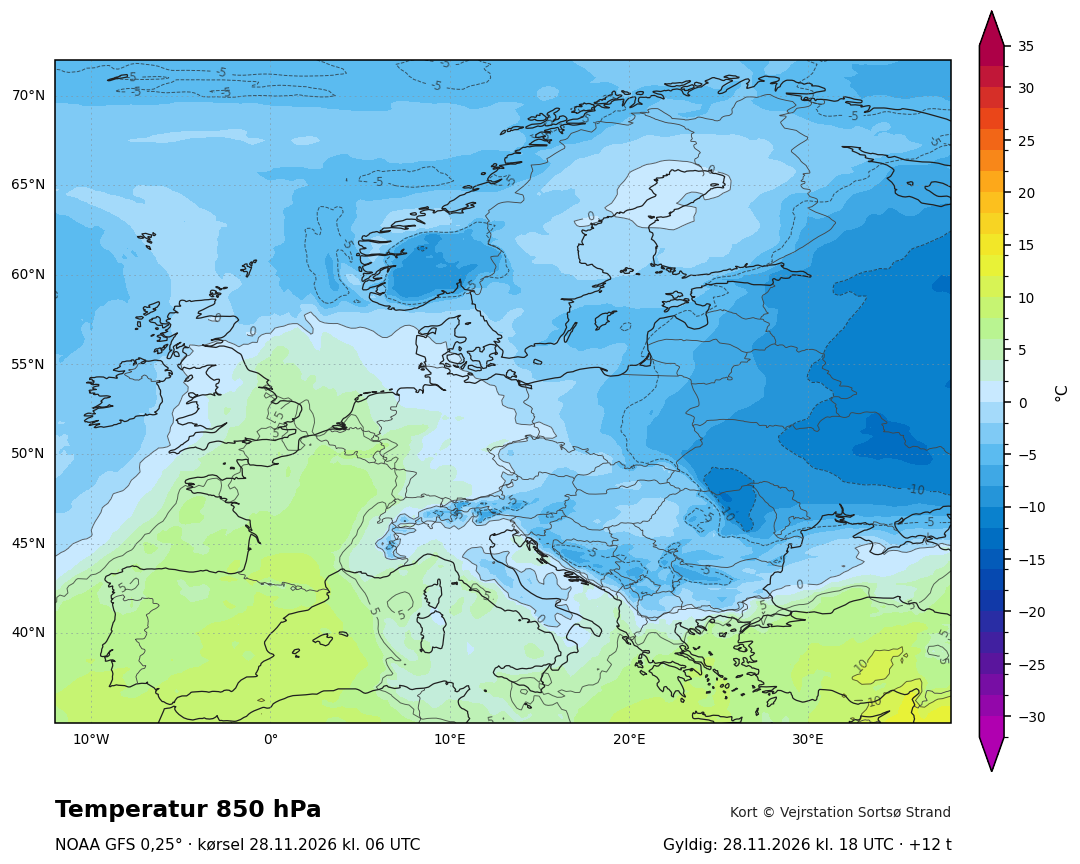 70°N
65°N
60°N
55°N
50°N
45°N
40°N
10°W
0°
10°E
20°E
30°E
35
30
25
20
15
10
5
0
−5
−10
−15
−20
−25
−30
°C
Temperatur 850 hPa
Kort © Vejrstation Sortsø Strand
NOAA GFS 0,25° · kørsel 28.11.2026 kl. 06 UTC
Gyldig: 28.11.2026 kl. 18 UTC · +12 t